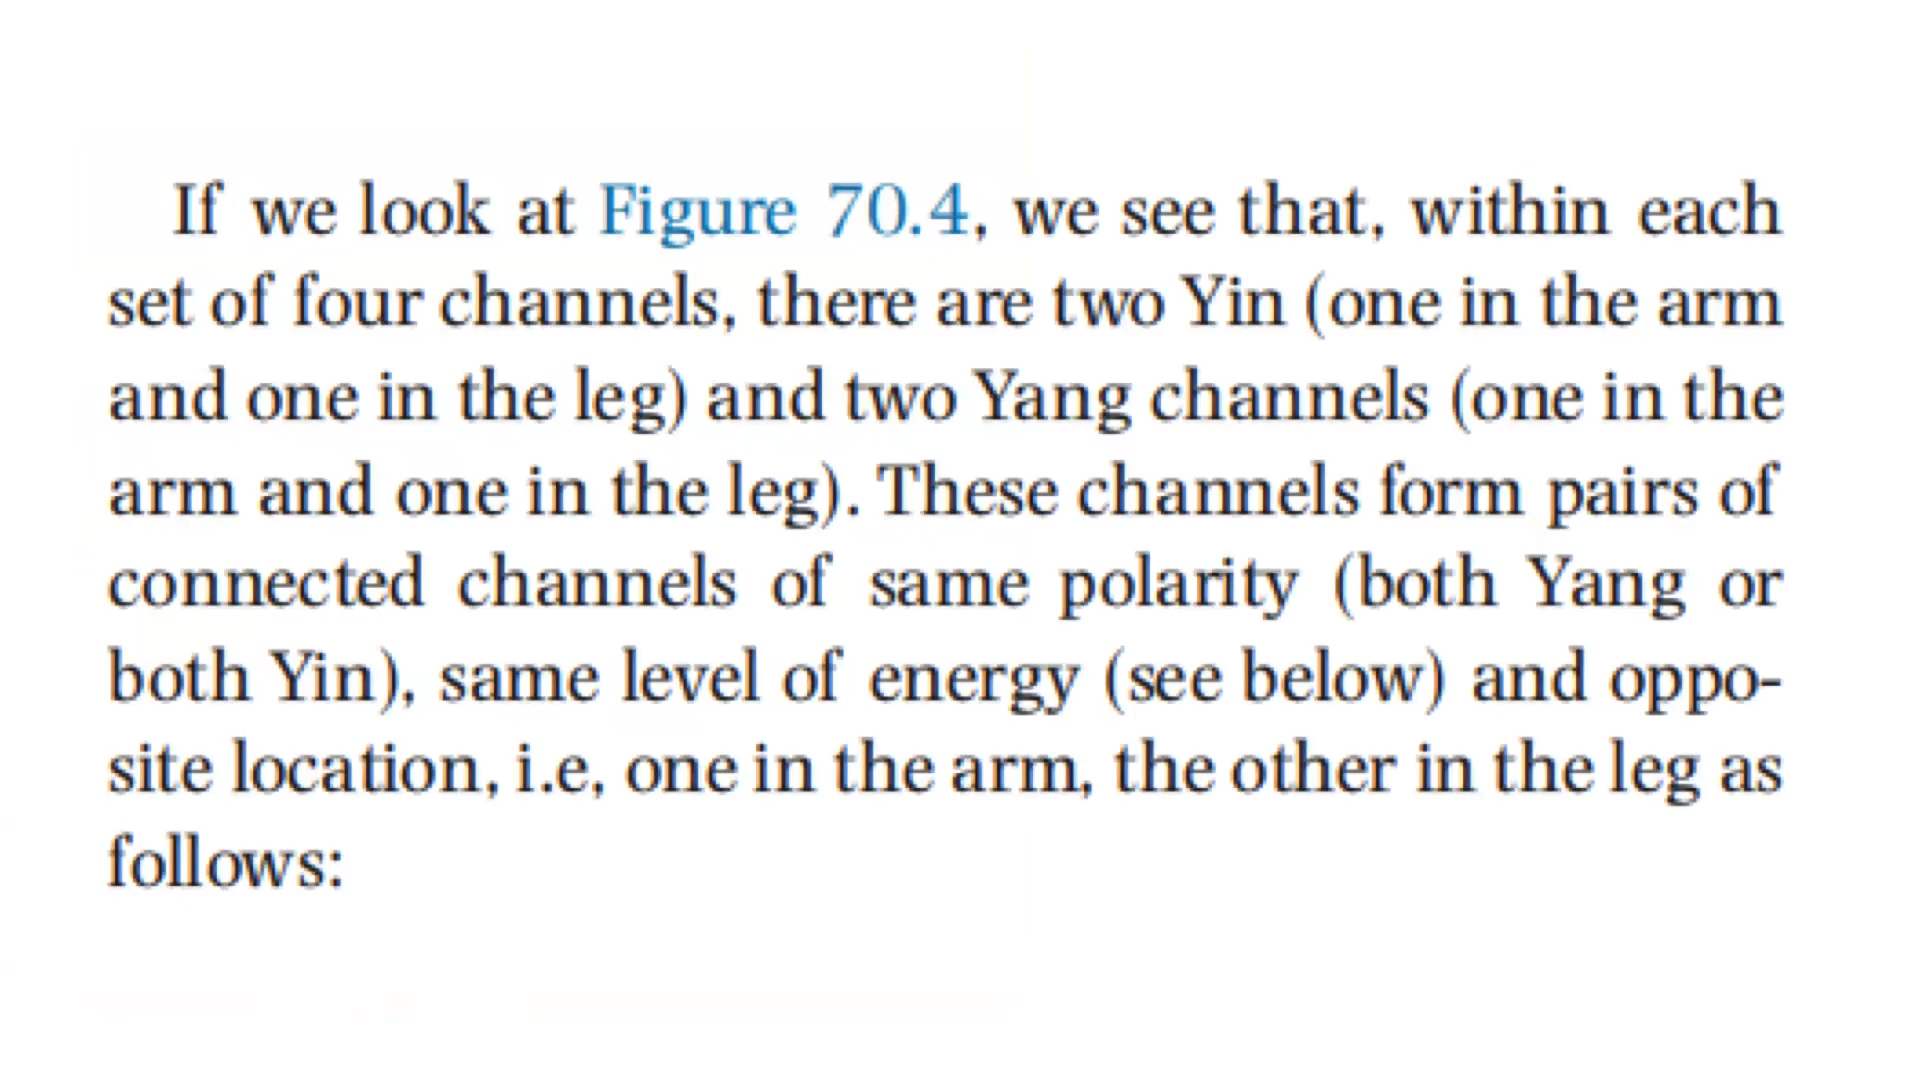 If we look at Figure 70.4, we see that, within each
set of four channels, there are two Yin (one in the arm
and one in the leg) and two Yang channels (one in the
arm and one in the leg). These channels form pairs of
connected channels of same polarity (both Yang or
both Yin), same level of energy (see below) and oppo-
site location, i.e, one in the arm, the other in the leg as
follows: